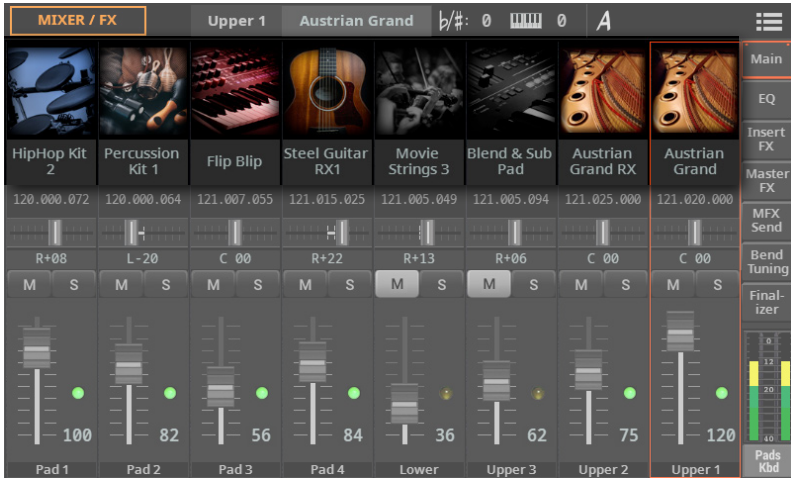 MIXER / FX Upper 1 Austrian Grand ♭/♯: 0 0 A
HipHop Kit 2
Percussion Kit 1
Flip Blip
Steel Guitar RX1
Movie Strings 3
Blend & Sub Pad
Austrian Grand RX
Austrian Grand
120.000.072 120.000.064 121.007.055 121.015.025 121.005.049 121.005.094 121.025.000 121.020.000
R+08 L-20 C 00 R+22 R+13 R+06 C 00 C 00
M S M S M S M S M S M S M S M S
100 82 56 84 36 62 75 120
Pad 1 Pad 2 Pad 3 Pad 4 Lower Upper 3 Upper 2 Upper 1
Main
EQ
Insert
FX
Master
FX
MFX
Send
Bend
Tuning
Final-
izer
0
12
20
40
Pads
Kbd